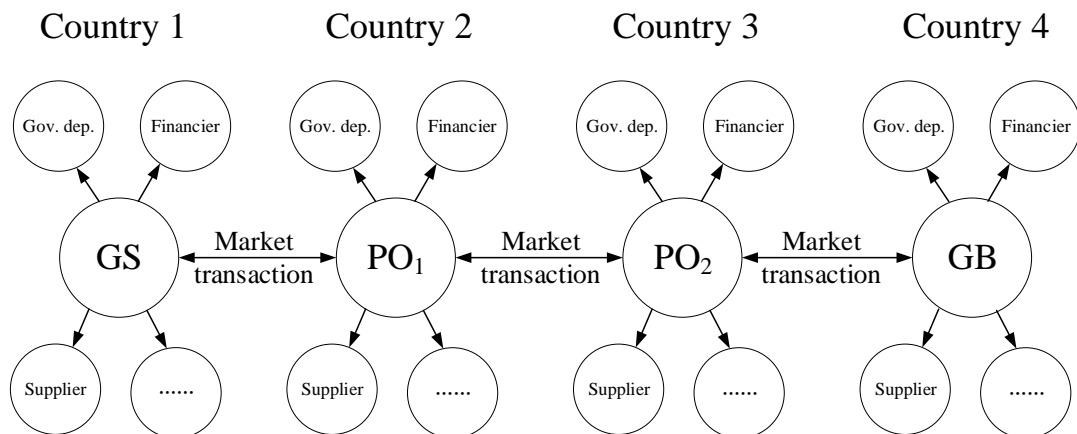 Country 1
Country 2
Country 3
Country 4
Gov. dep.
Financier
Gov. dep.
Financier
Gov. dep.
Financier
Gov. dep.
Financier
GS
Market
transaction
PO₁
Market
transaction
PO₂
Market
transaction
GB
Supplier
......
Supplier
......
Supplier
......
Supplier
......